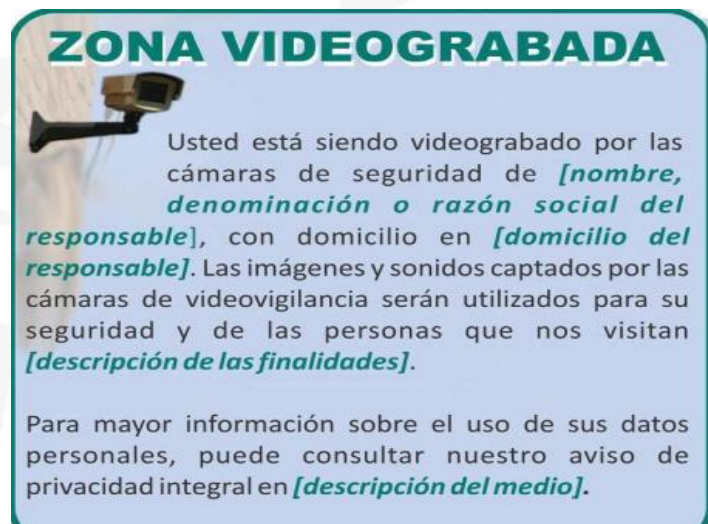 ZONA VIDEOGRABADA
Usted está siendo videograbado por las
cámaras de seguridad de [nombre,
denominación o razón social del
responsable], con domicilio en [domicilio del
responsable]. Las imágenes y sonidos captados por las
cámaras de videovigilancia serán utilizados para su
seguridad y de las personas que nos visitan
[descripción de las finalidades].
Para mayor información sobre el uso de sus datos
personales, puede consultar nuestro aviso de
privacidad integral en [descripción del medio].